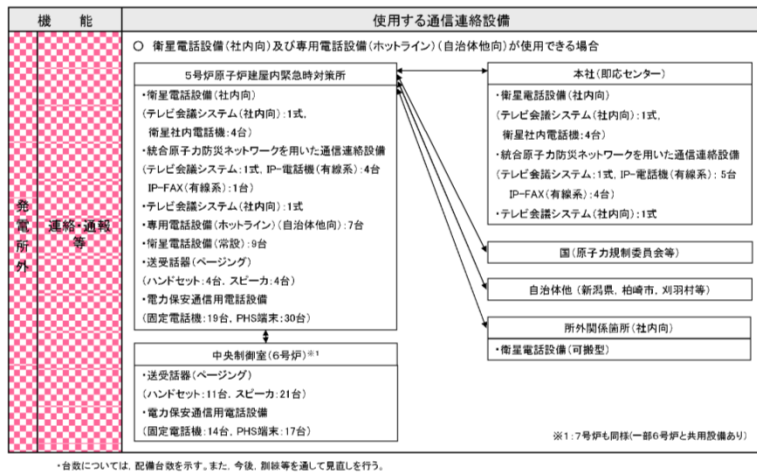 機　能
使用する通信連絡設備
発電所外
連絡・通報等
○ 衛星電話設備(社内向)及び専用電話設備(ホットライン)(自治体他向)が使用できる場合
5号炉原子炉建屋内緊急時対策所
・衛星電話設備(社内向)
(テレビ会議システム(社内向):1式,
衛星社内電話機:4台)
・統合原子力防災ネットワークを用いた通信連絡設備
(テレビ会議システム:1式, IP-電話機(有線系):4台
IP-FAX(有線系):1台)
・テレビ会議システム(社内向):1式
・専用電話設備(ホットライン)(自治体他向):7台
・衛星電話設備(常設):9台
・送受話器(ページング)
(ハンドセット:4台, スピーカ:4台)
・電力保安通信用電話設備
(固定電話機:19台, PHS端末:30台)
中央制御室(6号炉)※1
・送受話器(ページング)
(ハンドセット:11台, スピーカ:21台)
・電力保安通信用電話設備
(固定電話機:14台, PHS端末:17台)
本社(即応センター)
・衛星電話設備(社内向)
(テレビ会議システム(社内向):1式,
衛星社内電話機:4台)
・統合原子力防災ネットワークを用いた通信連絡設備
(テレビ会議システム:1式, IP-電話機(有線系):5台
IP-FAX(有線系):4台)
・テレビ会議システム(社内向):1式
国(原子力規制委員会等)
自治体他(新潟県, 柏崎市, 刈羽村等)
所外関係箇所(社内向)
・衛星電話設備(可搬型)
※1:7号炉も同様(一部6号炉と共用設備あり)
・台数については, 配備台数を示す。また, 今後, 訓練等を通して見直しを行う。